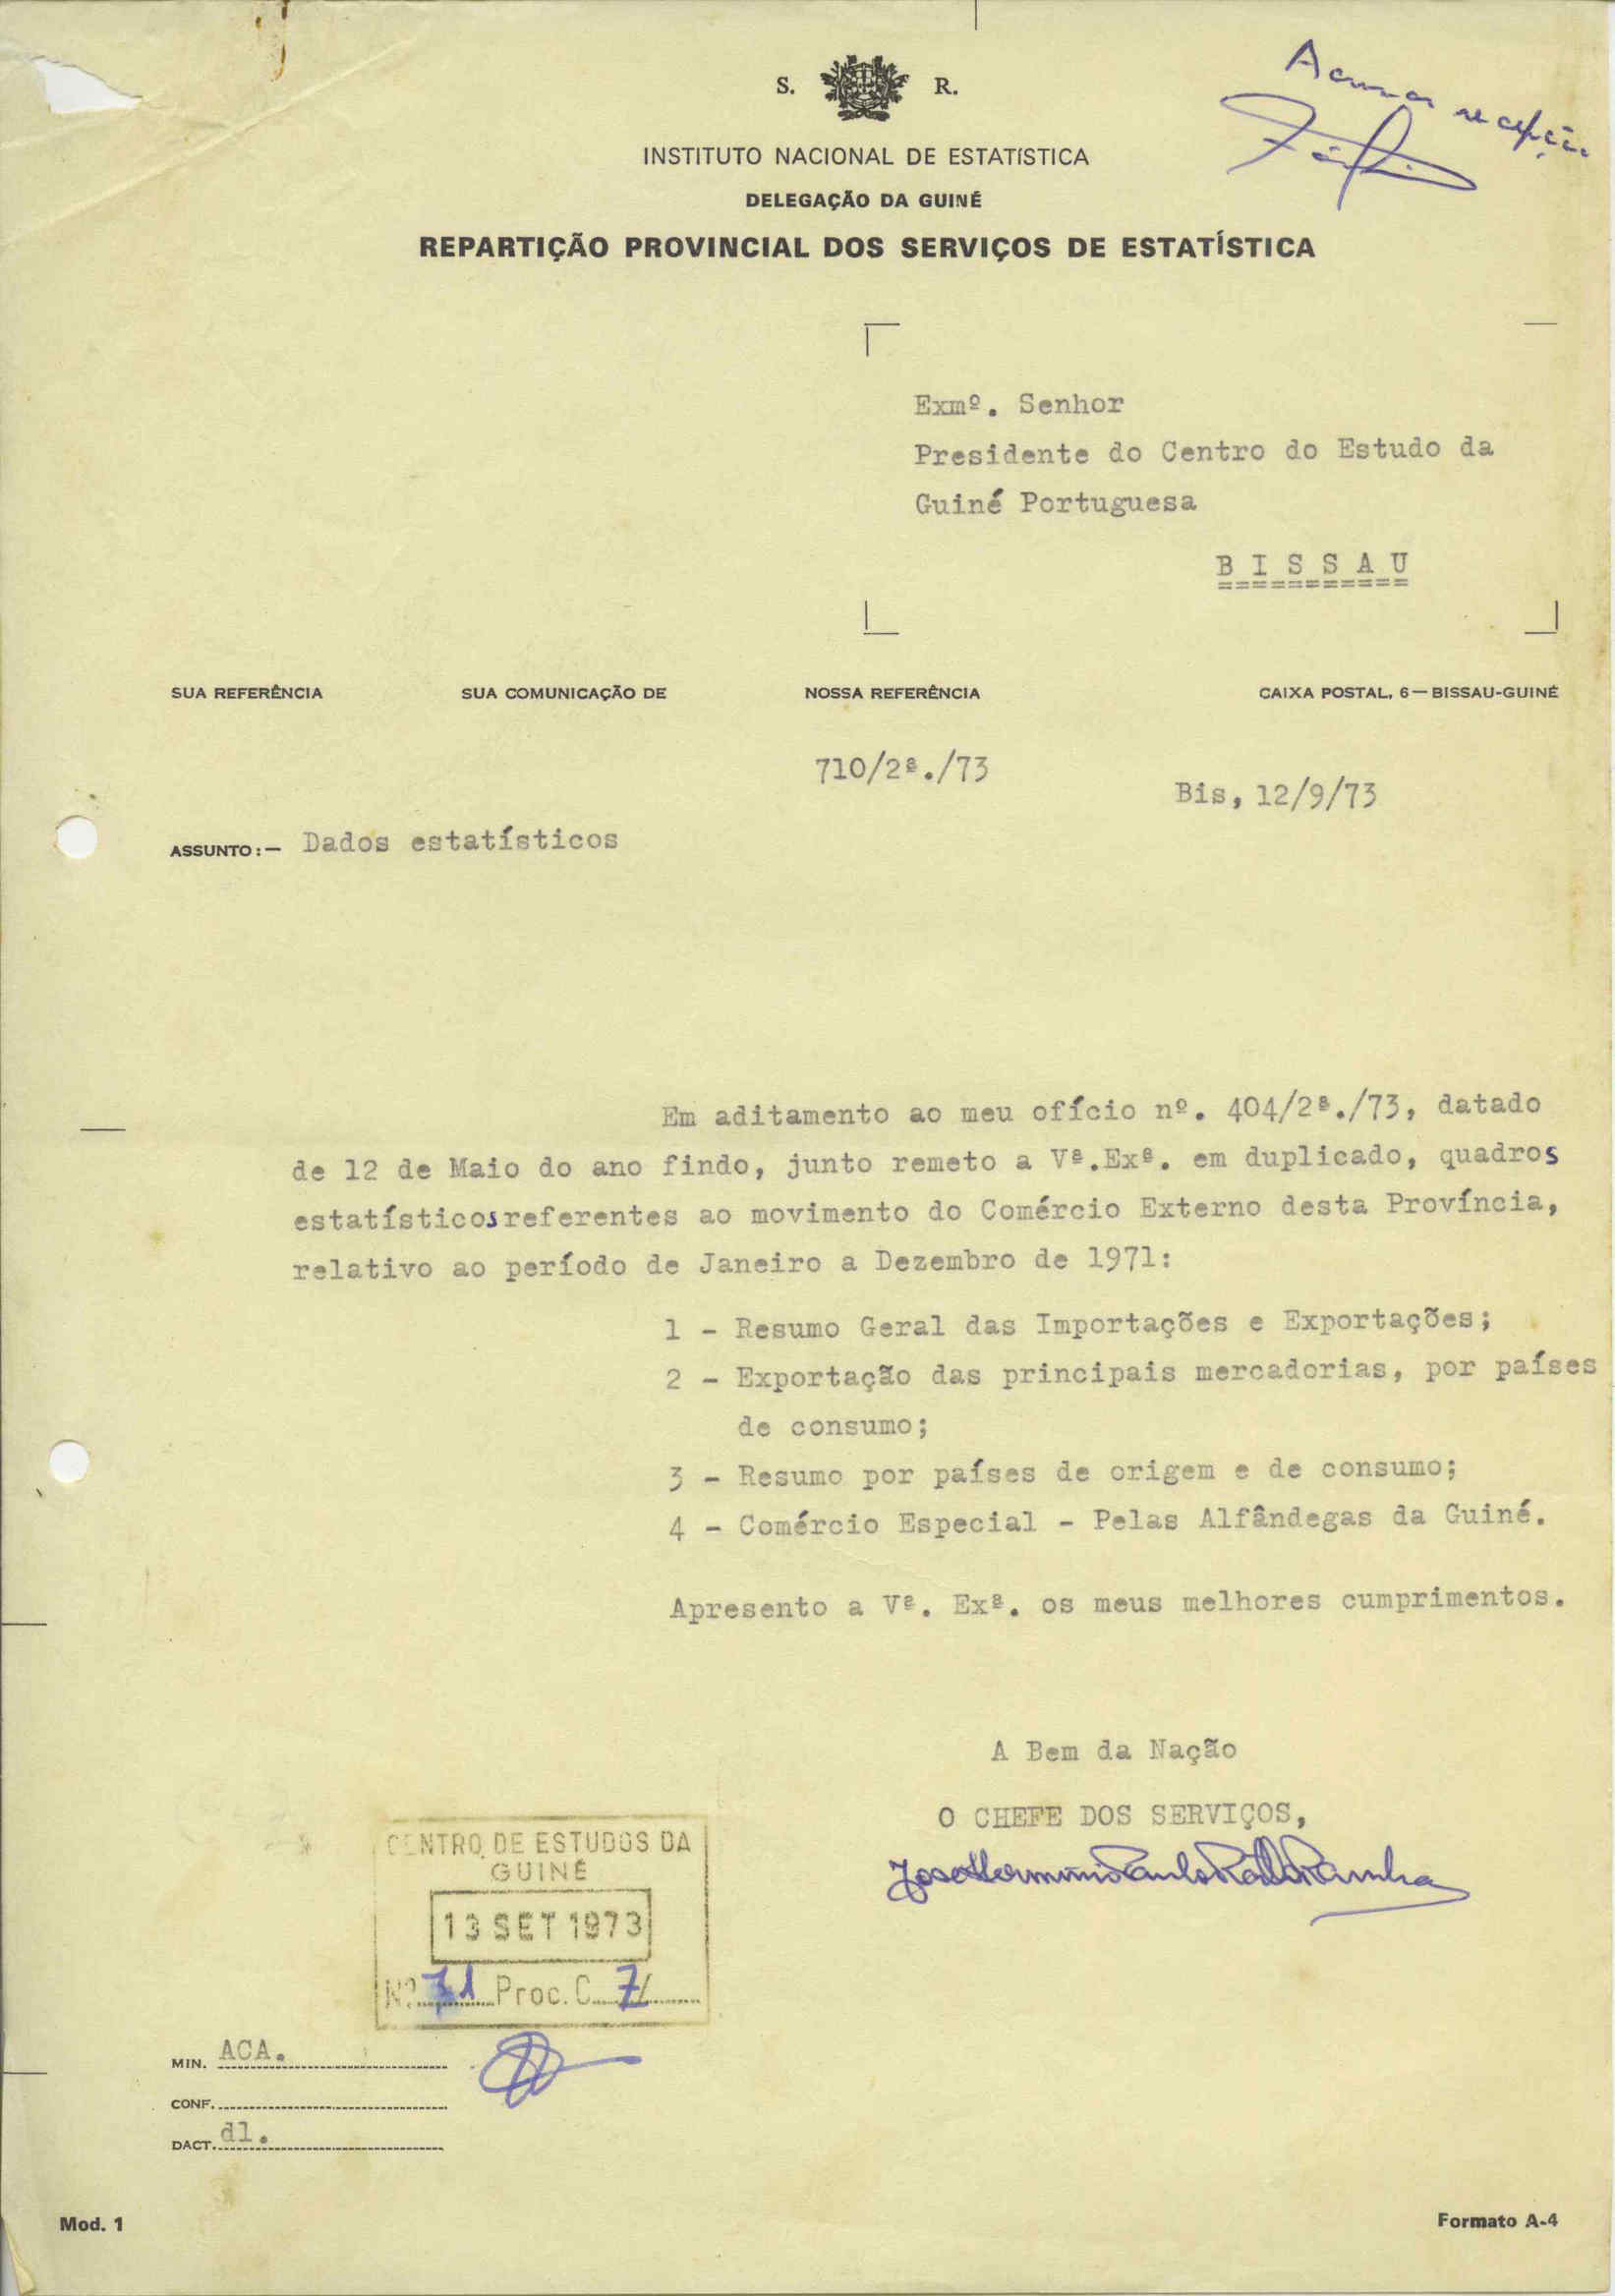 S. R.
Acusar recepção
INSTITUTO NACIONAL DE ESTATÍSTICA
DELEGAÇÃO DA GUINÉ
REPARTIÇÃO PROVINCIAL DOS SERVIÇOS DE ESTATÍSTICA
Exmº. Senhor
Presidente do Centro do Estudo da
Guiné Portuguesa
B I S S A U
===========
SUA REFERÊNCIA SUA COMUNICAÇÃO DE NOSSA REFERÊNCIA CAIXA POSTAL, 6 — BISSAU-GUINÉ
710/2ª./73
Bis, 12/9/73
ASSUNTO:— Dados estatísticos
Em aditamento ao meu ofício nº. 404/2ª./73, datado
de 12 de Maio do ano findo, junto remeto a Vª.Exª. em duplicado, quadros
estatísticos referentes ao movimento do Comércio Externo desta Província,
relativo ao período de Janeiro a Dezembro de 1971:
1 - Resumo Geral das Importações e Exportações;
2 - Exportação das principais mercadorias, por países
de consumo;
3 - Resumo por países de origem e de consumo;
4 - Comércio Especial - Pelas Alfândegas da Guiné.
Apresento a Vª. Exª. os meus melhores cumprimentos.
A Bem da Nação
O CHEFE DOS SERVIÇOS,
CENTRO DE ESTUDOS DA
GUINÉ
13 SET 1973
Nº 71 Proc. C 7/
MIN. ACA.
CONF.
DACT. dl.
Mod. 1
Formato A-4